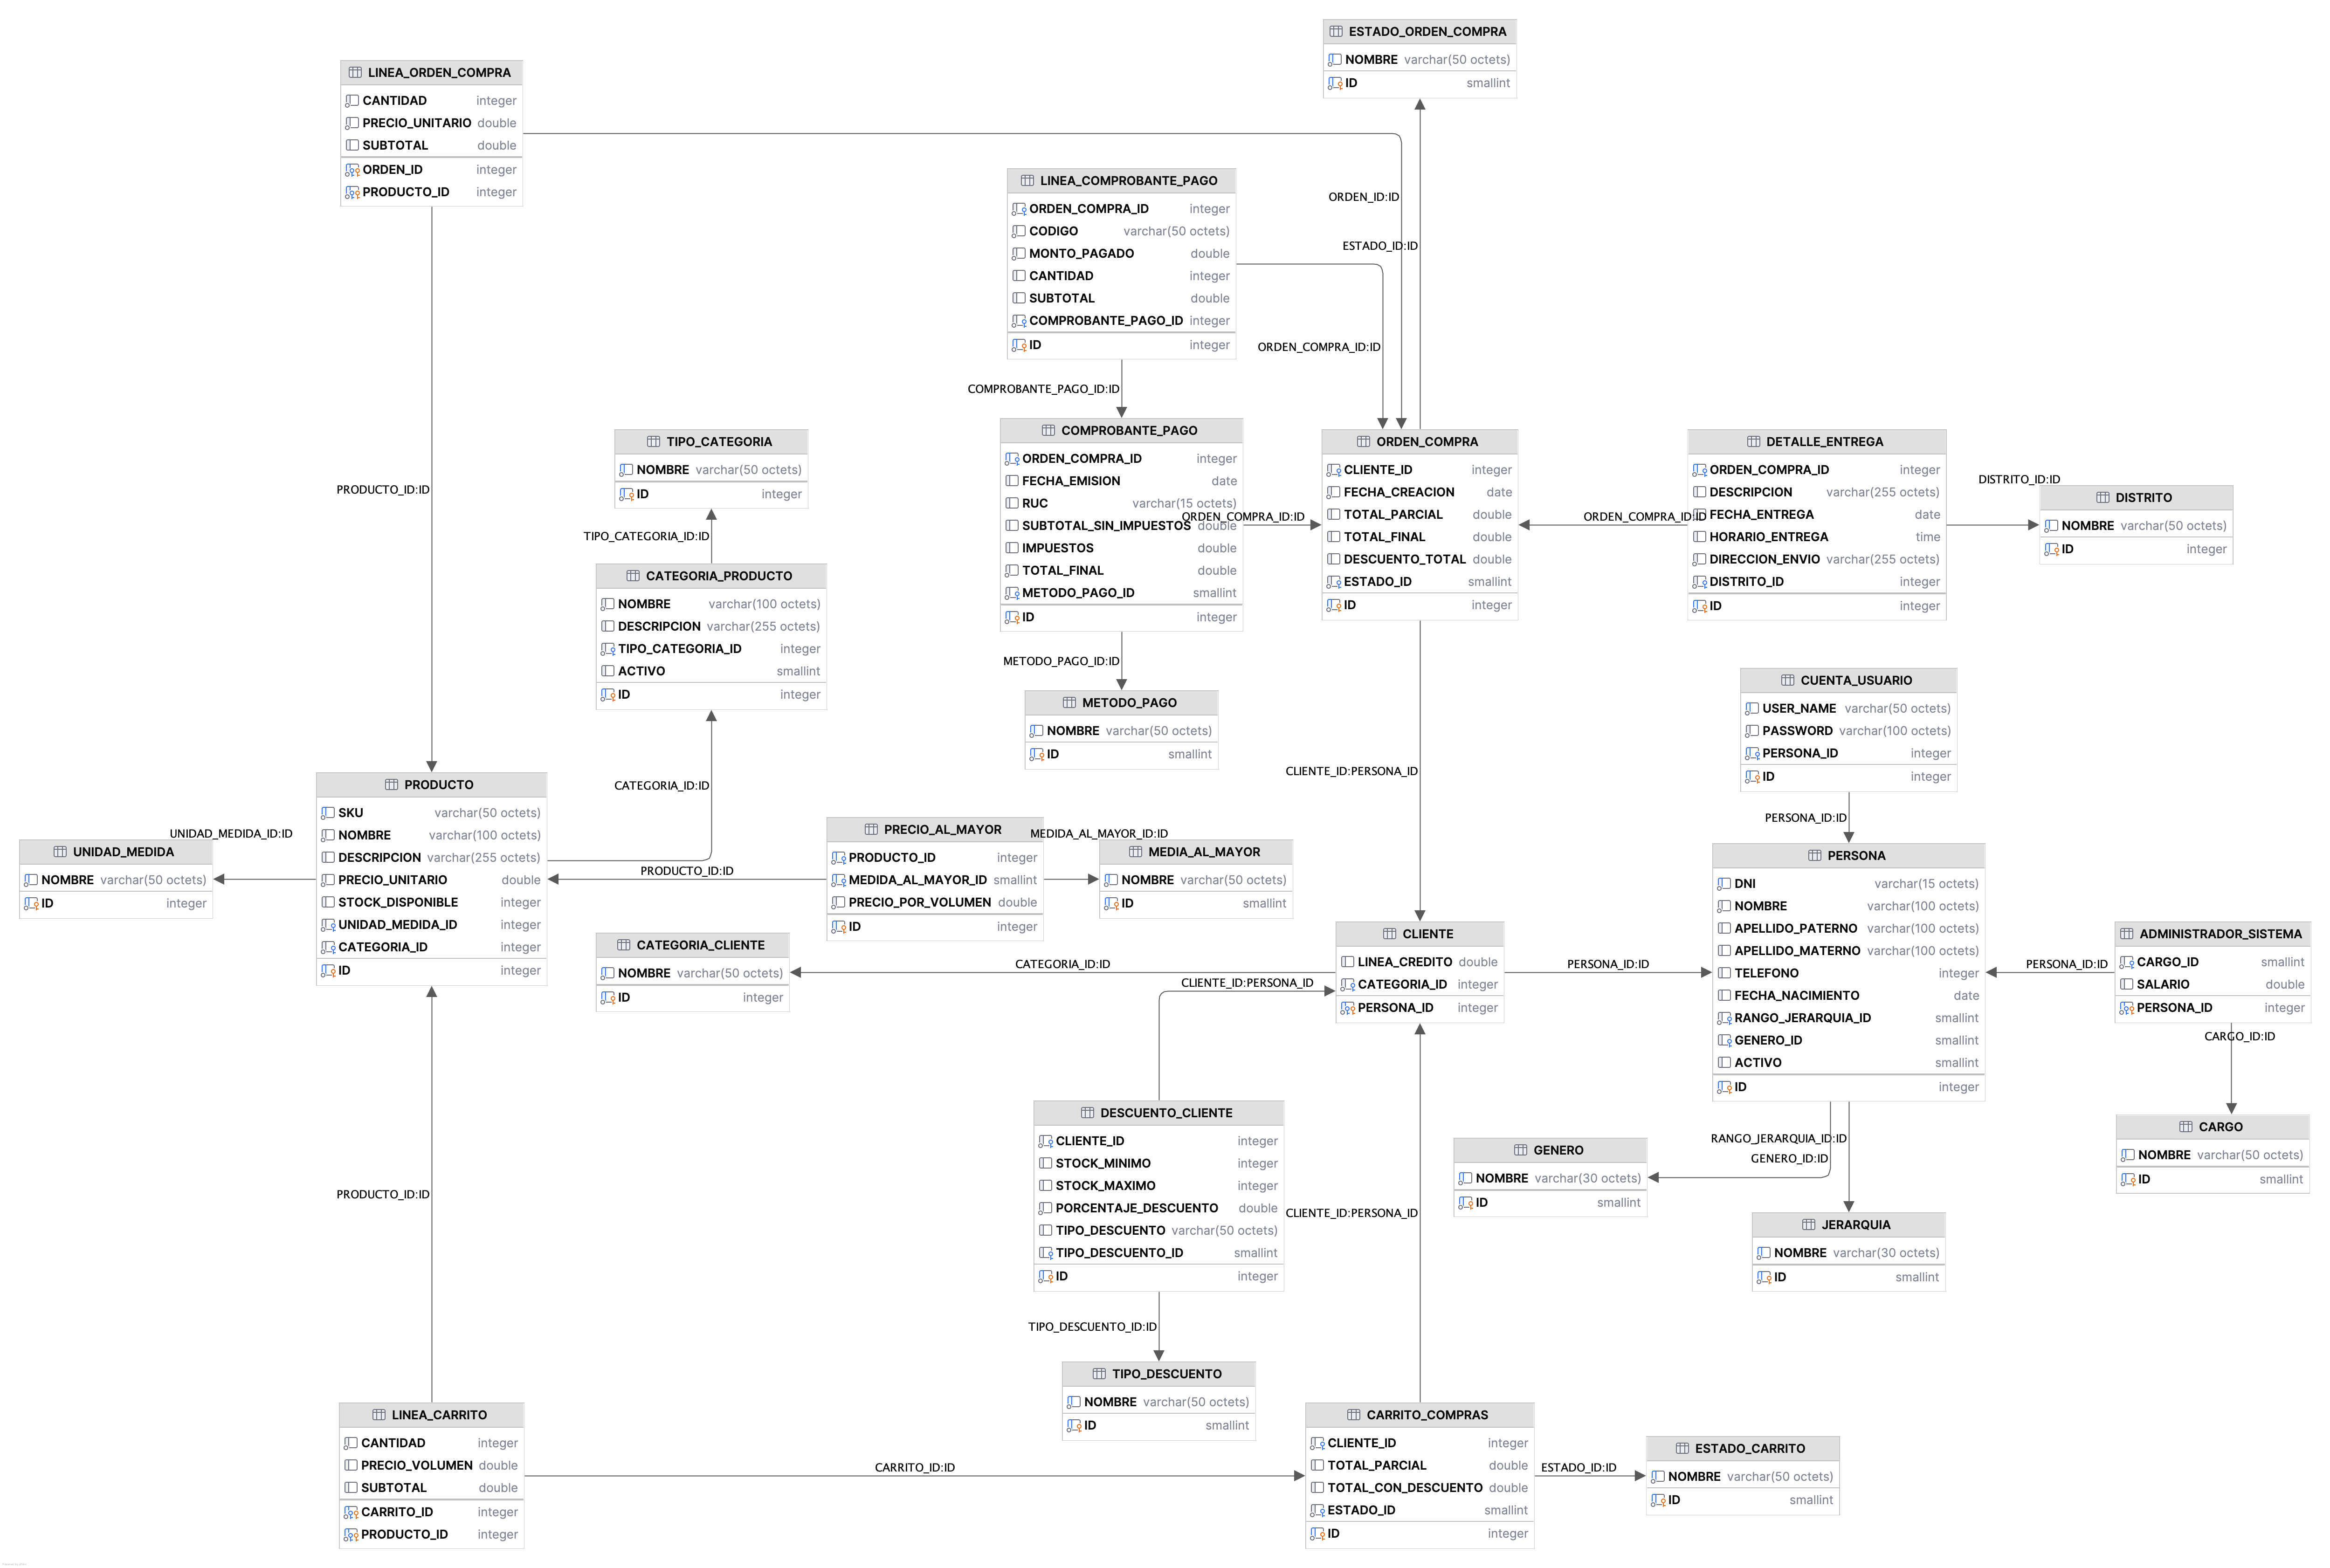 ESTADO_ORDEN_COMPRA
NOMBRE varchar(50 octets)
ID smallint
LINEA_ORDEN_COMPRA
CANTIDAD integer
PRECIO_UNITARIO double
SUBTOTAL double
ORDEN_ID integer
PRODUCTO_ID integer
ORDEN_ID:ID
ESTADO_ID:ID
LINEA_COMPROBANTE_PAGO
ORDEN_COMPRA_ID integer
CODIGO varchar(50 octets)
MONTO_PAGADO double
CANTIDAD integer
SUBTOTAL double
COMPROBANTE_PAGO_ID integer
ID integer
ORDEN_COMPRA_ID:ID
COMPROBANTE_PAGO_ID:ID
PRODUCTO_ID:ID
TIPO_CATEGORIA
NOMBRE varchar(50 octets)
ID integer
TIPO_CATEGORIA_ID:ID
CATEGORIA_PRODUCTO
NOMBRE varchar(100 octets)
DESCRIPCION varchar(255 octets)
TIPO_CATEGORIA_ID integer
ACTIVO smallint
ID integer
CATEGORIA_ID:ID
COMPROBANTE_PAGO
ORDEN_COMPRA_ID integer
FECHA_EMISION date
RUC varchar(15 octets)
SUBTOTAL_SIN_IMPUESTOS double
IMPUESTOS double
TOTAL_FINAL double
METODO_PAGO_ID smallint
ID integer
ORDEN_COMPRA_ID:ID
METODO_PAGO_ID:ID
METODO_PAGO
NOMBRE varchar(50 octets)
ID smallint
ORDEN_COMPRA
CLIENTE_ID integer
FECHA_CREACION date
TOTAL_PARCIAL double
TOTAL_FINAL double
DESCUENTO_TOTAL double
ESTADO_ID smallint
ID integer
ORDEN_COMPRA_ID:ID
DETALLE_ENTREGA
ORDEN_COMPRA_ID integer
DESCRIPCION varchar(255 octets)
FECHA_ENTREGA date
HORARIO_ENTREGA time
DIRECCION_ENVIO varchar(255 octets)
DISTRITO_ID integer
ID integer
DISTRITO_ID:ID
DISTRITO
NOMBRE varchar(50 octets)
ID integer
CLIENTE_ID:PERSONA_ID
CUENTA_USUARIO
USER_NAME varchar(50 octets)
PASSWORD varchar(100 octets)
PERSONA_ID integer
ID integer
PERSONA_ID:ID
UNIDAD_MEDIDA_ID:ID
UNIDAD_MEDIDA
NOMBRE varchar(50 octets)
ID integer
PRODUCTO
SKU varchar(50 octets)
NOMBRE varchar(100 octets)
DESCRIPCION varchar(255 octets)
PRECIO_UNITARIO double
STOCK_DISPONIBLE integer
UNIDAD_MEDIDA_ID integer
CATEGORIA_ID integer
ID integer
PRODUCTO_ID:ID
PRECIO_AL_MAYOR
PRODUCTO_ID integer
MEDIDA_AL_MAYOR_ID smallint
PRECIO_POR_VOLUMEN double
ID integer
MEDIDA_AL_MAYOR_ID:ID
MEDIA_AL_MAYOR
NOMBRE varchar(50 octets)
ID smallint
CATEGORIA_CLIENTE
NOMBRE varchar(50 octets)
ID integer
CATEGORIA_ID:ID
CLIENTE_ID:PERSONA_ID
CLIENTE
LINEA_CREDITO double
CATEGORIA_ID integer
PERSONA_ID integer
PERSONA_ID:ID
PERSONA
DNI varchar(15 octets)
NOMBRE varchar(100 octets)
APELLIDO_PATERNO varchar(100 octets)
APELLIDO_MATERNO varchar(100 octets)
TELEFONO integer
FECHA_NACIMIENTO date
RANGO_JERARQUIA_ID smallint
GENERO_ID smallint
ACTIVO smallint
ID integer
PERSONA_ID:ID
ADMINISTRADOR_SISTEMA
CARGO_ID smallint
SALARIO double
PERSONA_ID integer
CARGO_ID:ID
CARGO
NOMBRE varchar(50 octets)
ID smallint
RANGO_JERARQUIA_ID:ID
GENERO_ID:ID
GENERO
NOMBRE varchar(30 octets)
ID smallint
JERARQUIA
NOMBRE varchar(30 octets)
ID smallint
DESCUENTO_CLIENTE
CLIENTE_ID integer
STOCK_MINIMO integer
STOCK_MAXIMO integer
PORCENTAJE_DESCUENTO double
TIPO_DESCUENTO varchar(50 octets)
TIPO_DESCUENTO_ID smallint
ID integer
CLIENTE_ID:PERSONA_ID
PRODUCTO_ID:ID
TIPO_DESCUENTO_ID:ID
TIPO_DESCUENTO
NOMBRE varchar(50 octets)
ID smallint
LINEA_CARRITO
CANTIDAD integer
PRECIO_VOLUMEN double
SUBTOTAL double
CARRITO_ID integer
PRODUCTO_ID integer
CARRITO_ID:ID
CARRITO_COMPRAS
CLIENTE_ID integer
TOTAL_PARCIAL double
TOTAL_CON_DESCUENTO double
ESTADO_ID smallint
ID integer
ESTADO_ID:ID
ESTADO_CARRITO
NOMBRE varchar(50 octets)
ID smallint